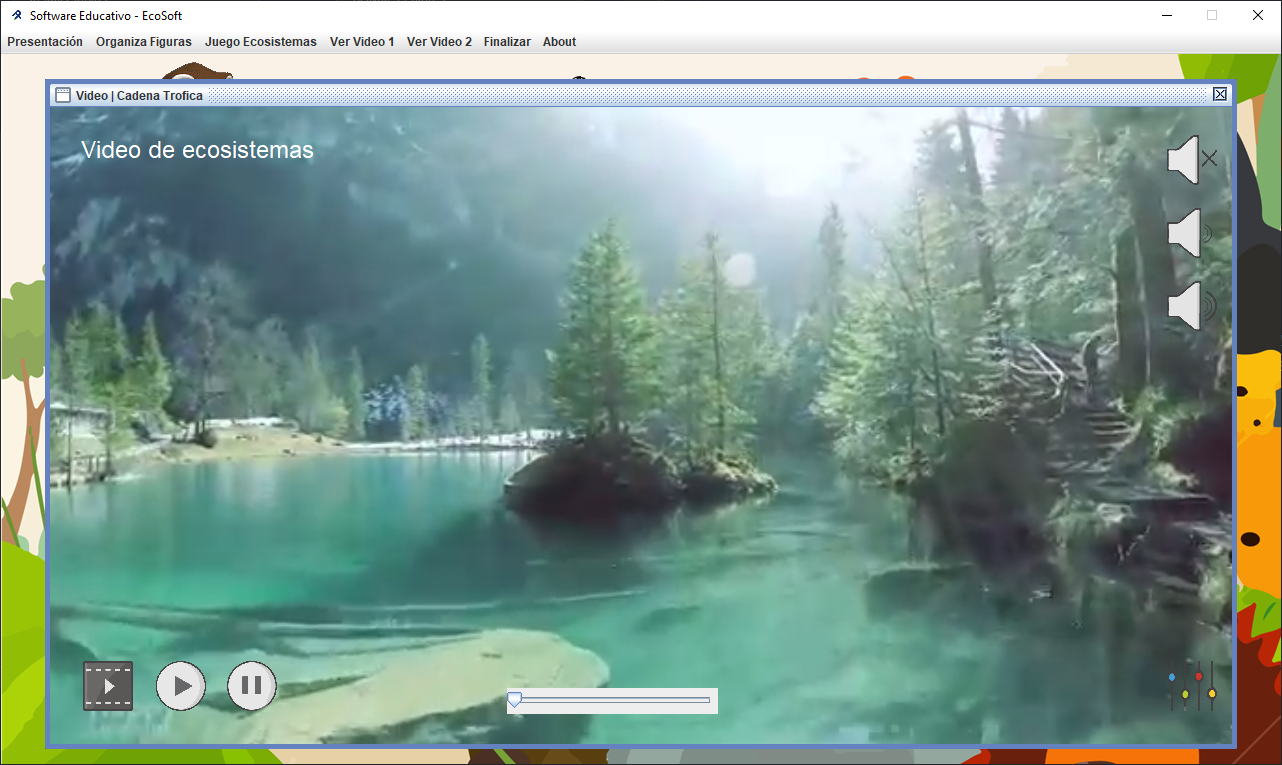 Software Educativo - EcoSoft
Presentación Organiza Figuras Juego Ecosistemas Ver Video 1 Ver Video 2 Finalizar About
Video | Cadena Trofica
Video de ecosistemas